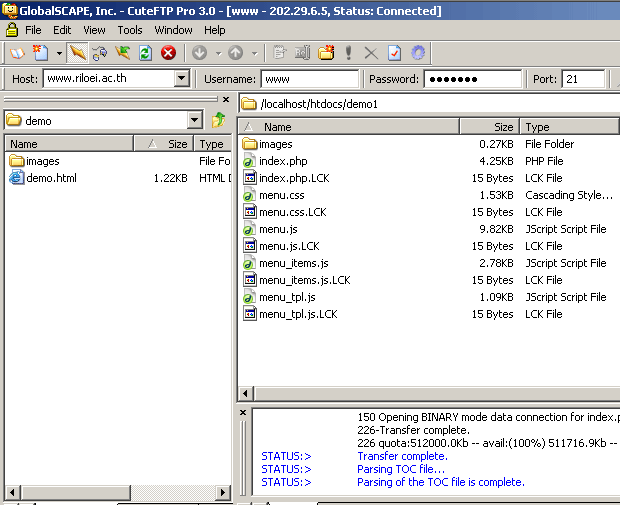 GlobalSCAPE, Inc. - CuteFTP Pro 3.0 - [www - 202.29.6.5, Status: Connected]
File Edit View Tools Window Help
Host: www.riloei.ac.th Username: www Password: ●●●●●●● Port: 21
demo
/localhost/htdocs/demo1
Name Size Type
images File Fo
demo.html 1.22KB HTML D
Name Size Type
images 0.27KB File Folder
index.php 4.25KB PHP File
index.php.LCK 15 Bytes LCK File
menu.css 1.53KB Cascading Style...
menu.css.LCK 15 Bytes LCK File
menu.js 9.82KB JScript Script File
menu.js.LCK 15 Bytes LCK File
menu_items.js 2.78KB JScript Script File
menu_items.js.LCK 15 Bytes LCK File
menu_tpl.js 1.09KB JScript Script File
menu_tpl.js.LCK 15 Bytes LCK File
150 Opening BINARY mode data connection for index.p
226-Transfer complete.
226 quota:512000.0Kb -- avail:(100%) 511716.9Kb --
STATUS:> Transfer complete.
STATUS:> Parsing TOC file...
STATUS:> Parsing of the TOC file is complete.